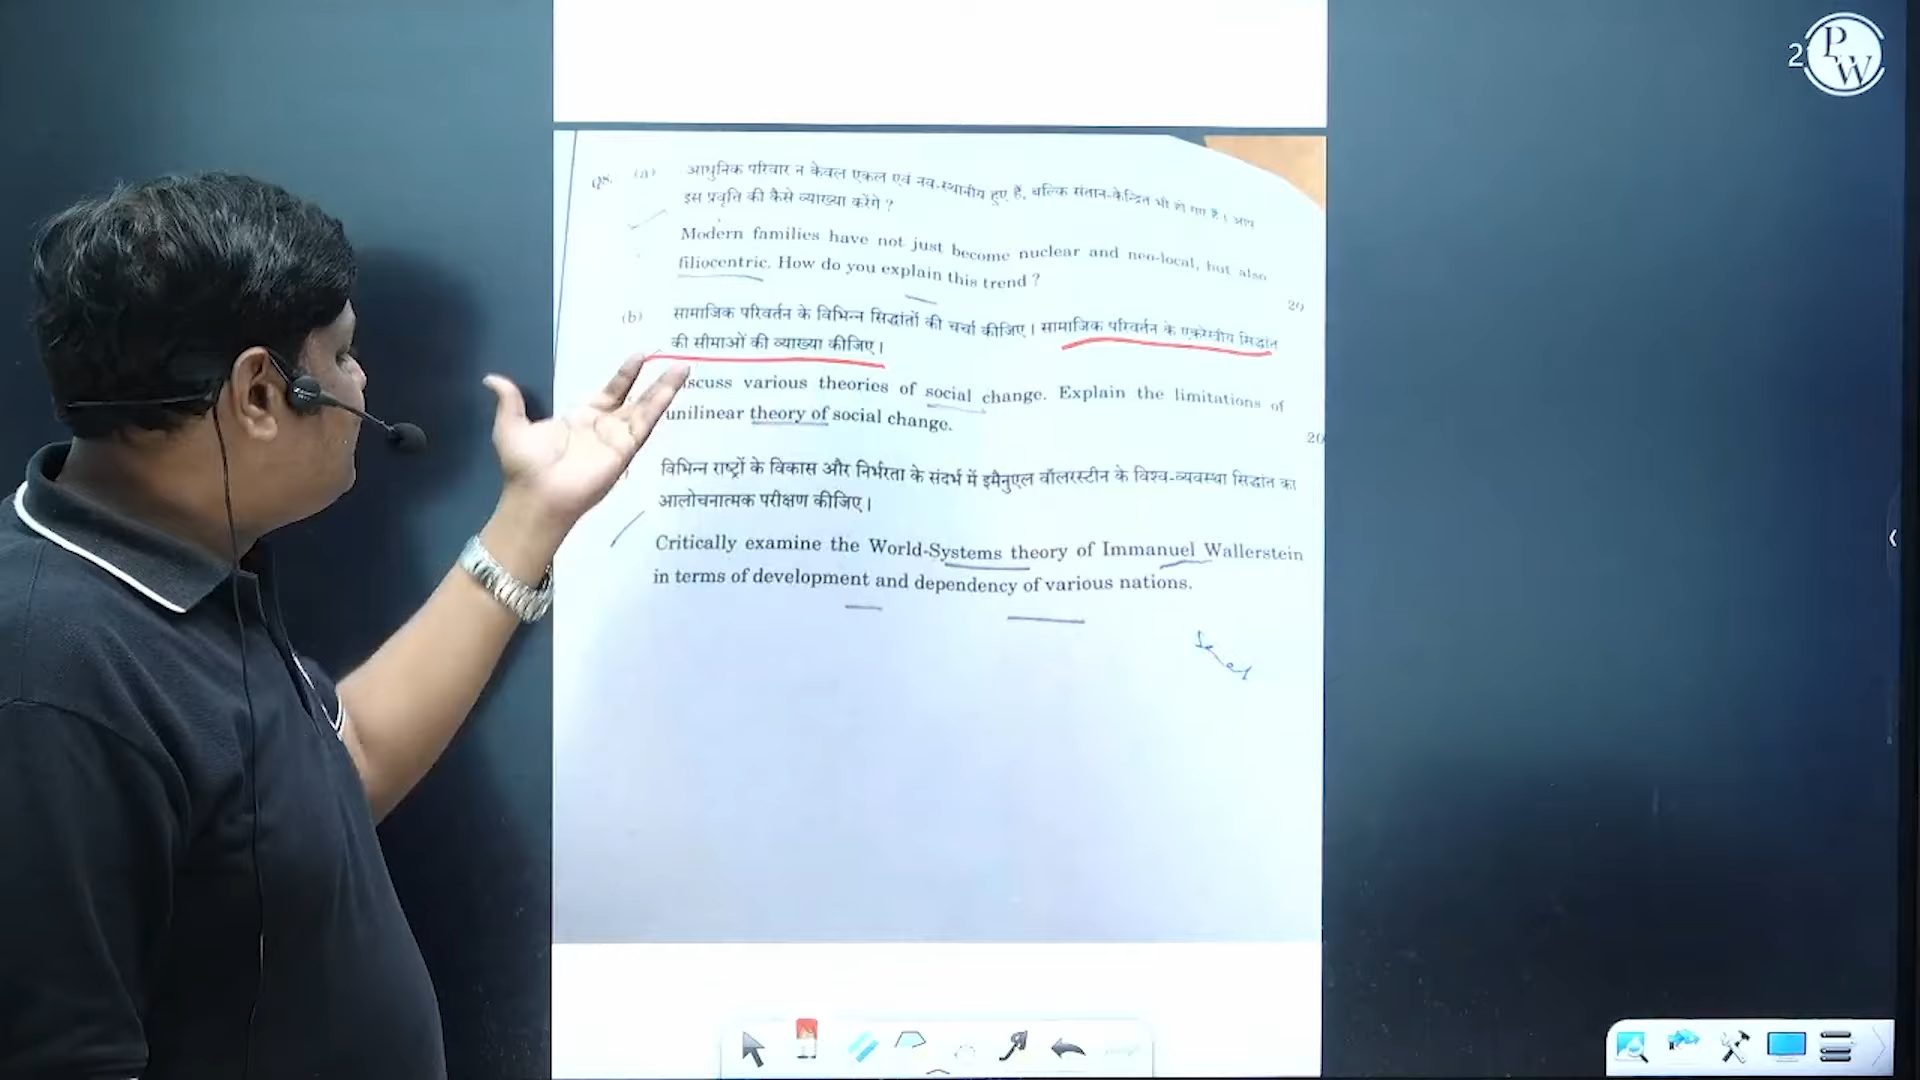 2 PW
Q8. (a) आधुनिक परिवार न केवल एकल एवं नव-स्थानीय हुए हैं, बल्कि संतान-केन्द्रित भी हो गए हैं। आप
इस प्रवृत्ति की कैसे व्याख्या करेंगे ?
Modern families have not just become nuclear and neo-local, but also
filiocentric. How do you explain this trend ?
20
(b) सामाजिक परिवर्तन के विभिन्न सिद्धांतों की चर्चा कीजिए। सामाजिक परिवर्तन के एकरेखीय सिद्धांत
की सीमाओं की व्याख्या कीजिए।
iscuss various theories of social change. Explain the limitations of
unilinear theory of social change.
20
विभिन्न राष्ट्रों के विकास और निर्भरता के संदर्भ में इमैनुएल वॉलरस्टीन के विश्व-व्यवस्था सिद्धांत का
आलोचनात्मक परीक्षण कीजिए।
Critically examine the World-Systems theory of Immanuel Wallerstein
in terms of development and dependency of various nations.